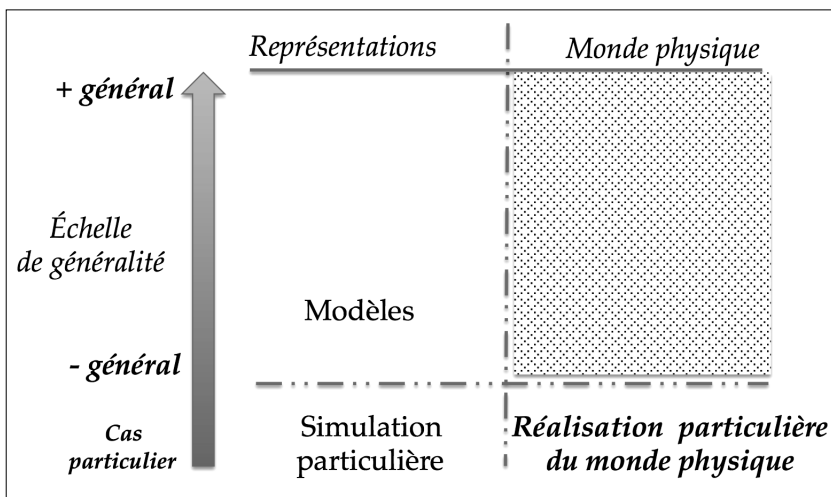 Représentations
Monde physique
+ général
Échelle
de généralité
Modèles
- général
Cas
particulier
Simulation
particulière
Réalisation particulière
du monde physique